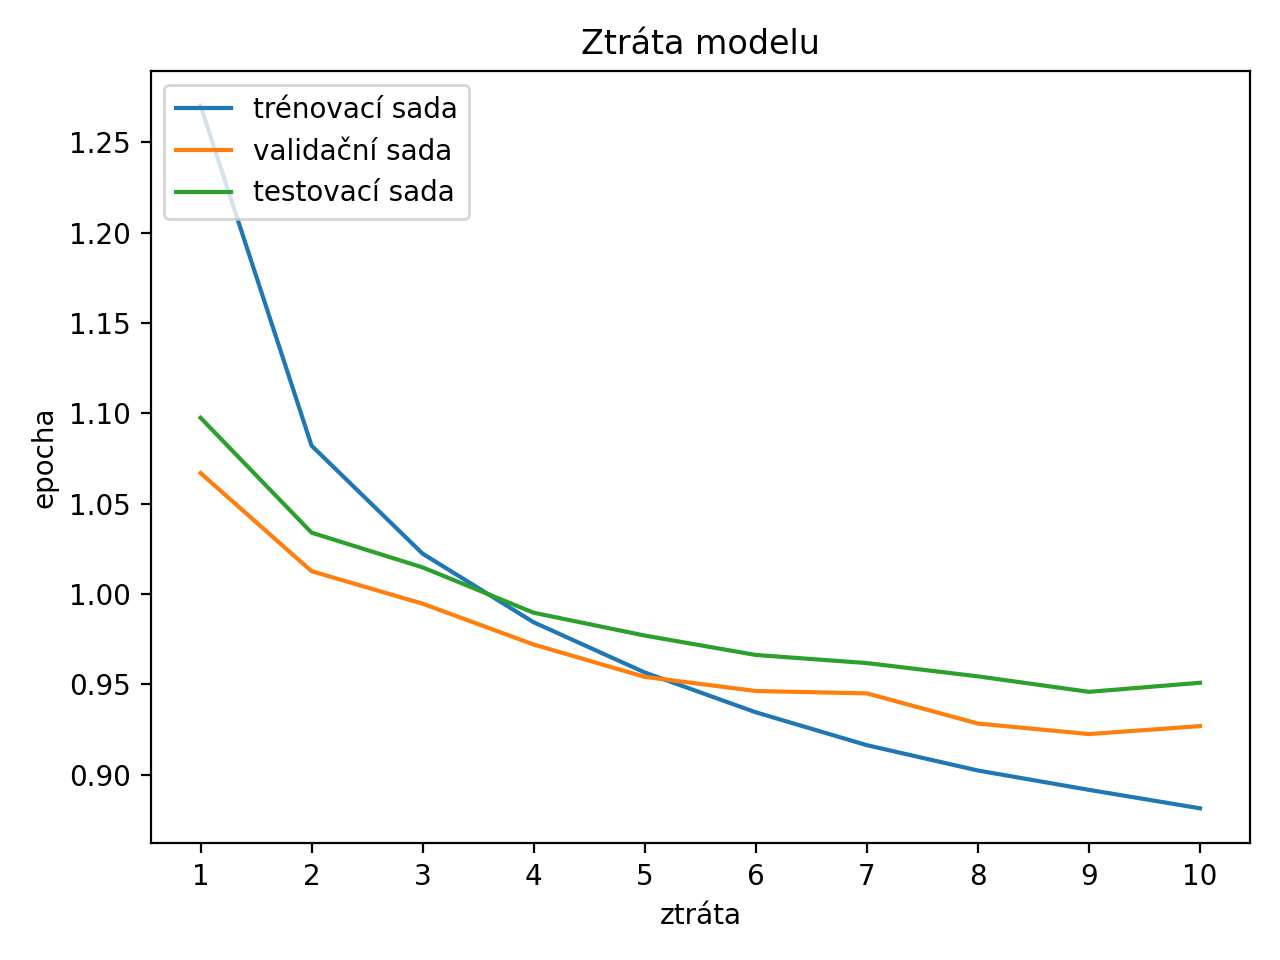 Ztráta modelu
trénovací sada
validační sada
testovací sada
1.25
1.20
1.15
1.10
1.05
1.00
0.95
0.90
epocha
1 2 3 4 5 6 7 8 9 10
ztráta